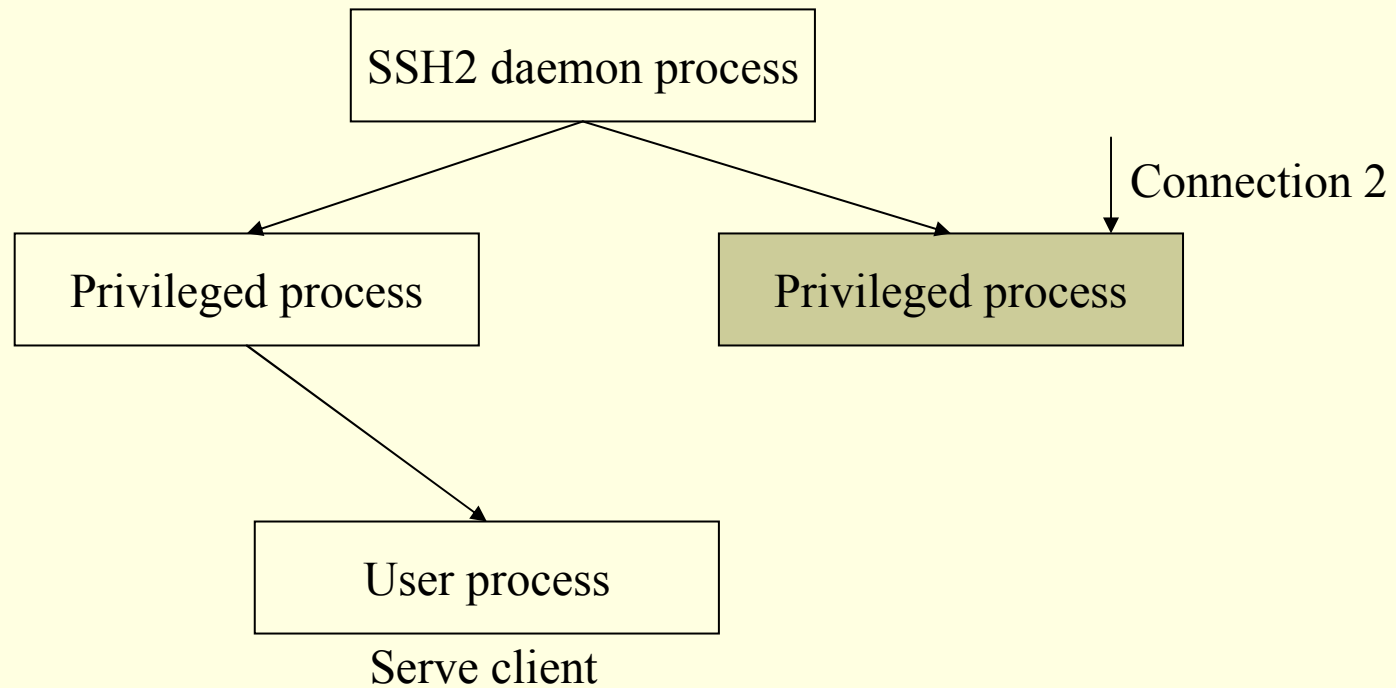 SSH2 daemon process
Connection 2
Privileged process
Privileged process
User process
Serve client